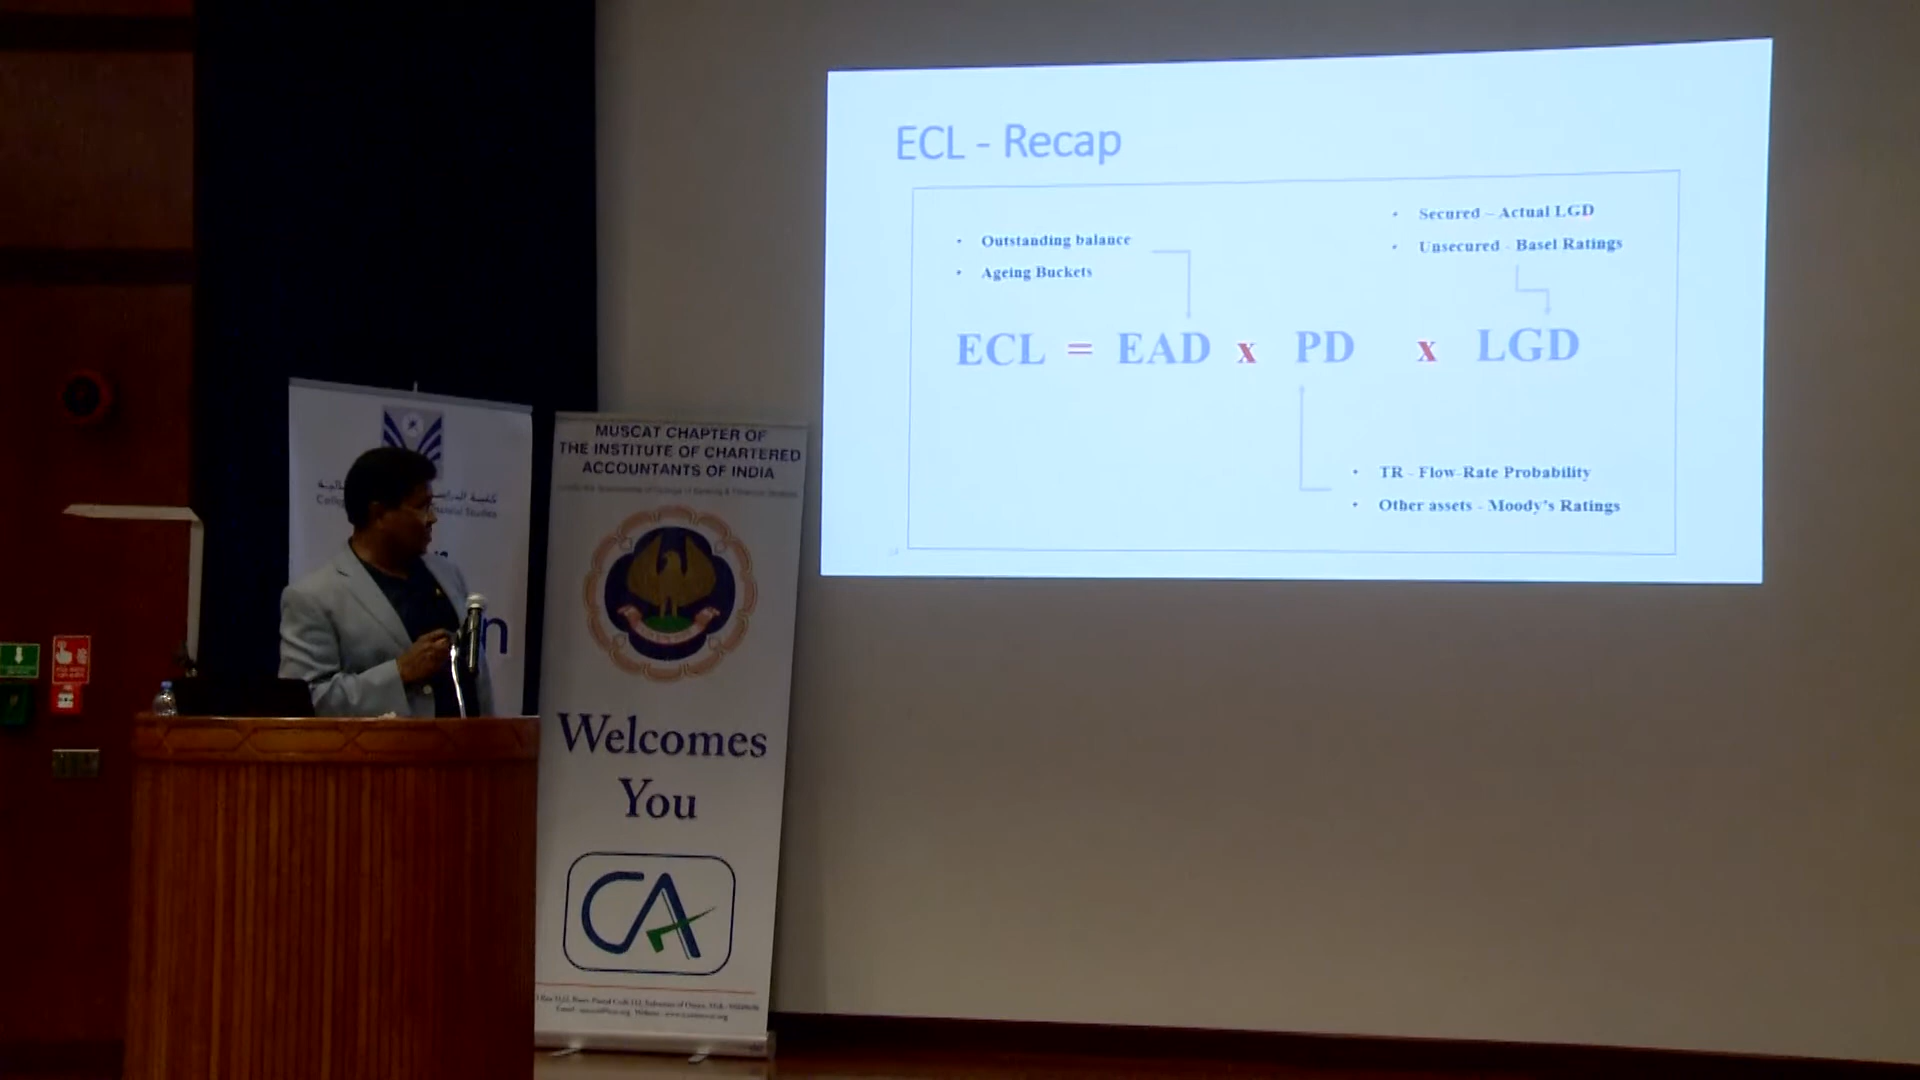 ECL - Recap
• Outstanding balance
• Ageing Buckets
• Secured - Actual LGD
• Unsecured - Basel Ratings
ECL = EAD x PD x LGD
• TR - Flow-Rate Probability
• Other assets - Moody's Ratings
MUSCAT CHAPTER OF
THE INSTITUTE OF CHARTERED
ACCOUNTANTS OF INDIA
Welcomes
You
CA